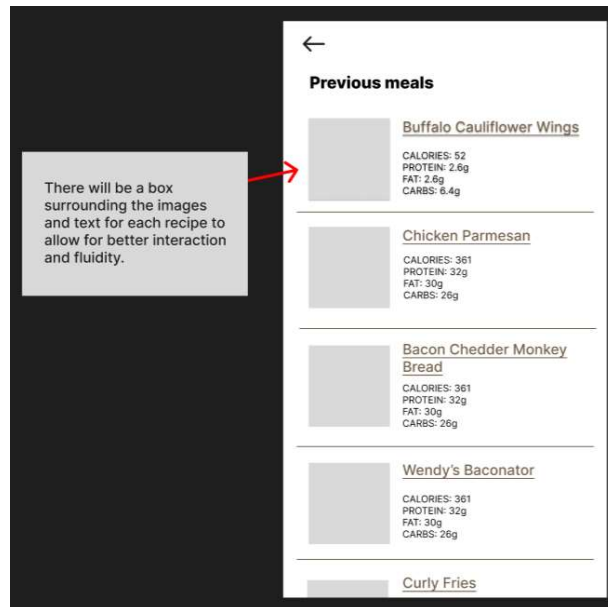 Previous meals
There will be a box
surrounding the images
and text for each recipe to
allow for better interaction
and fluidity.
Buffalo Cauliflower Wings
CALORIES: 52
PROTEIN: 2.6g
FAT: 2.6g
CARBS: 6.4g
Chicken Parmesan
CALORIES: 361
PROTEIN: 32g
FAT: 30g
CARBS: 26g
Bacon Chedder Monkey
Bread
CALORIES: 361
PROTEIN: 32g
FAT: 30g
CARBS: 26g
Wendy's Baconator
CALORIES: 361
PROTEIN: 32g
FAT: 30g
CARBS: 26g
Curly Fries